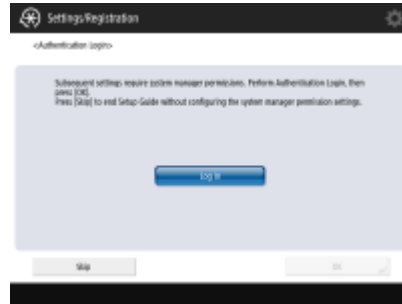 Settings/Registration
<Authentication Login>
Subsequent settings require system manager permissions. Perform Authentication Login, then
press [OK].
Press [Skip] to end Setup Guide without configuring the system manager permission settings.
Log In
Skip
OK